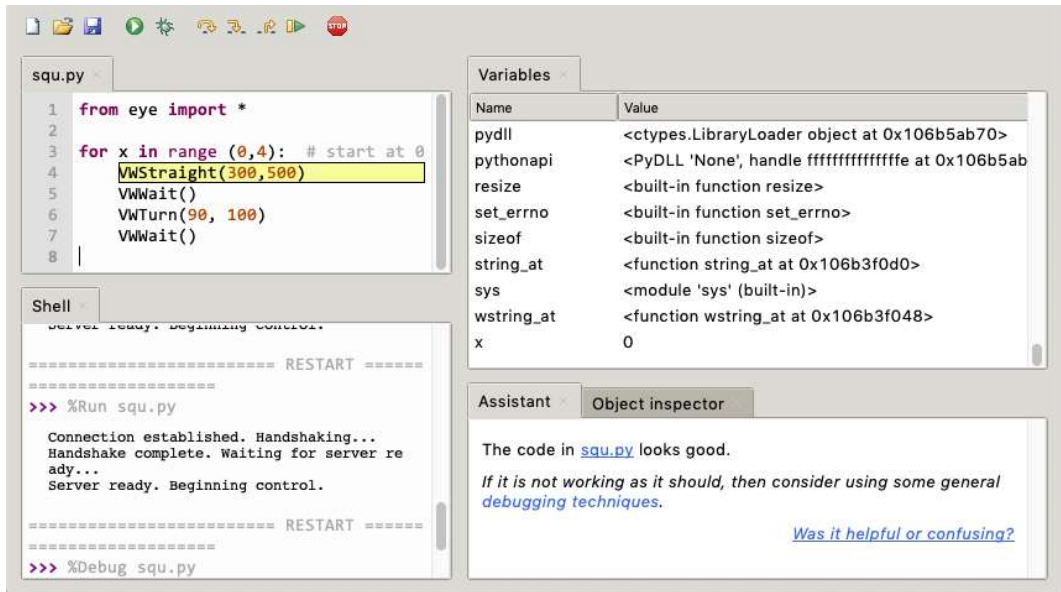 STOP
squ.py
1 from eye import *
2
3 for x in range (0,4): # start at 0
4 VWStraight(300,500)
5 VWWait()
6 VWTurn(90, 100)
7 VWWait()
8
Shell
Server ready. Beginning control.
========================= RESTART ======
===================
>>> %Run squ.py
Connection established. Handshaking...
Handshake complete. Waiting for server re
ady...
Server ready. Beginning control.
========================= RESTART ======
===================
>>> %Debug squ.py
Variables
Name Value
pydll <ctypes.LibraryLoader object at 0x106b5ab70>
pythonapi <PyDLL 'None', handle fffffffffffffffe at 0x106b5ab
resize <built-in function resize>
set_errno <built-in function set_errno>
sizeof <built-in function sizeof>
string_at <function string_at at 0x106b3f0d0>
sys <module 'sys' (built-in)>
wstring_at <function wstring_at at 0x106b3f048>
x 0
Assistant Object inspector
The code in squ.py looks good.
If it is not working as it should, then consider using some general
debugging techniques.
Was it helpful or confusing?